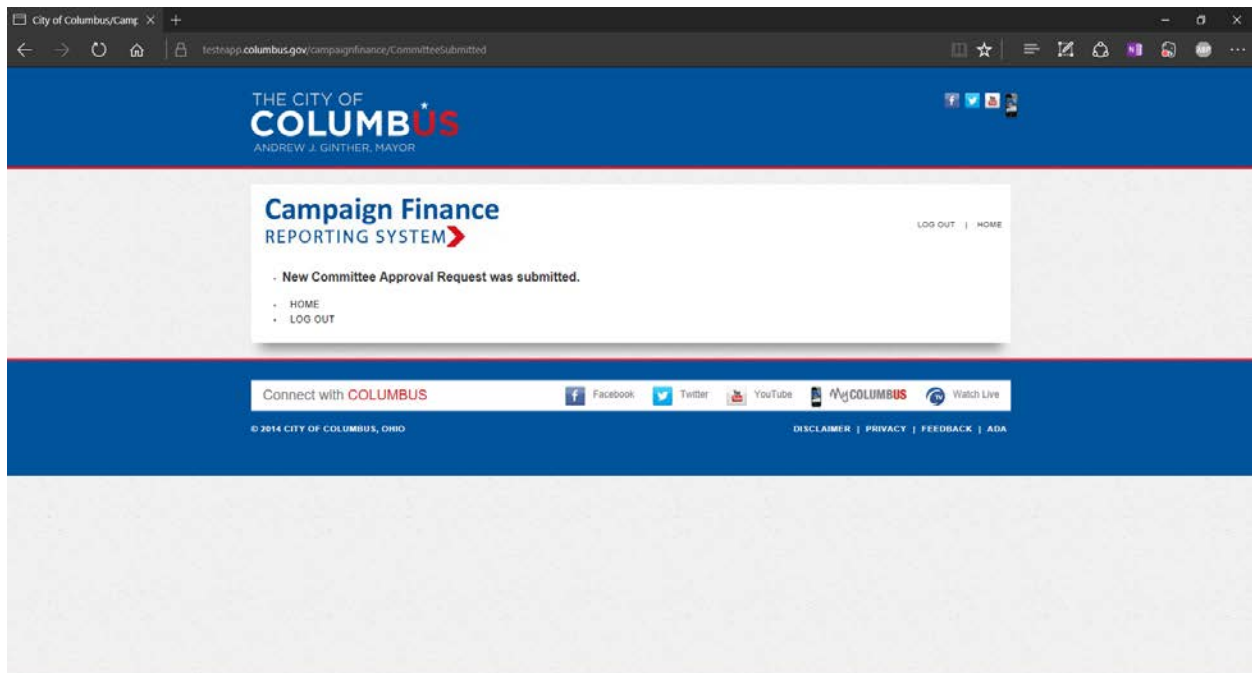 City of Columbus/Camp
testeapp.columbus.gov/campaignfinance/CommitteeSubmitted
THE CITY OF
COLUMBUS
ANDREW J. GINTHER, MAYOR
Campaign Finance
REPORTING SYSTEM
LOG OUT | HOME
New Committee Approval Request was submitted.
HOME
LOG OUT
Connect with COLUMBUS
Facebook
Twitter
YouTube
MyCOLUMBUS
Watch Live
© 2014 CITY OF COLUMBUS, OHIO
DISCLAIMER | PRIVACY | FEEDBACK | ADA